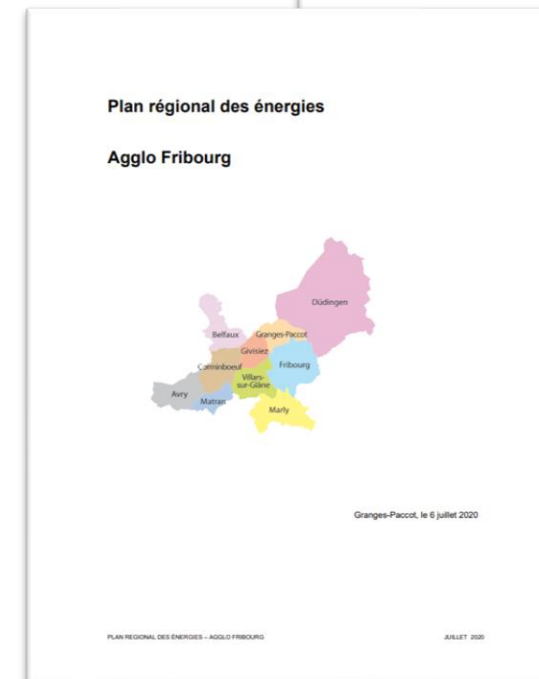 Plan régional des énergies
Agglo Fribourg
Düdingen
Belfaux
Granges-Paccot
Givisiez
Corminboeuf
Fribourg
Villars-
sur-Glâne
Avry
Matran
Marly
Granges-Paccot, le 6 juillet 2020
PLAN REGIONAL DES ÉNERGIES – AGGLO FRIBOURG
JUILLET 2020